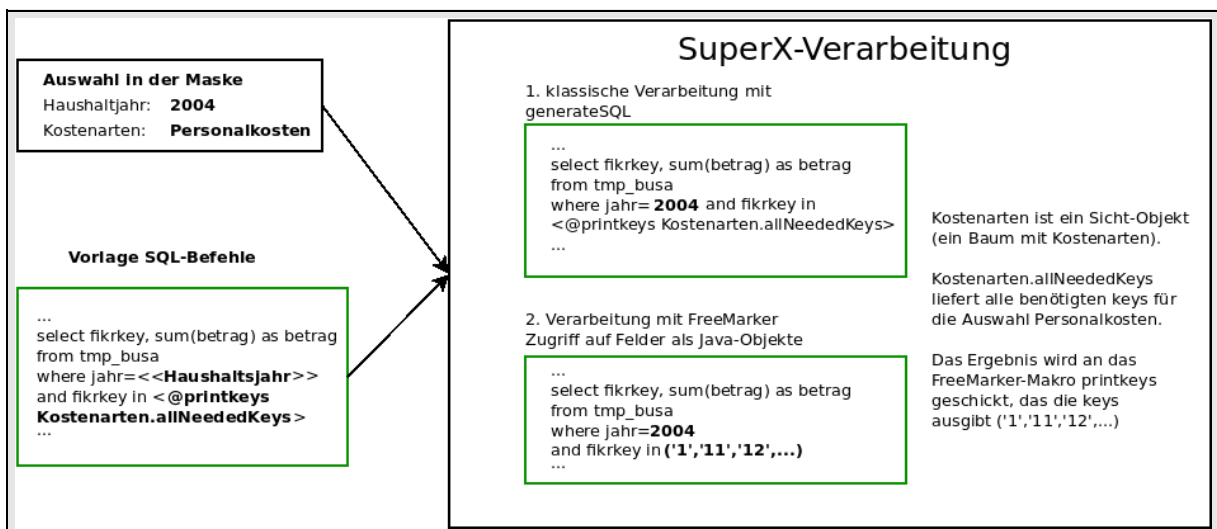 Auswahl in der Maske
Haushaltjahr: 2004
Kostenarten: Personalkosten
Vorlage SQL-Befehle
...
select fikrkey, sum(betrag) as betrag
from tmp_busa
where jahr=<<Haushaltsjahr>>
and fikrkey in <@printkeys
Kostenarten.allNeededKeys>
...
SuperX-Verarbeitung
1. klassische Verarbeitung mit
generateSQL
...
select fikrkey, sum(betrag) as betrag
from tmp_busa
where jahr= 2004 and fikrkey in
<@printkeys Kostenarten.allNeededKeys>
...
2. Verarbeitung mit FreeMarker
Zugriff auf Felder als Java-Objekte
...
select fikrkey, sum(betrag) as betrag
from tmp_busa
where jahr=2004
and fikrkey in ('1','11','12',...)
...
Kostenarten ist ein Sicht-Objekt
(ein Baum mit Kostenarten).
Kostenarten.allNeededKeys
liefert alle benötigten keys für
die Auswahl Personalkosten.
Das Ergebnis wird an das
FreeMarker-Makro printkeys
geschickt, das die keys
ausgibt ('1','11','12',...)